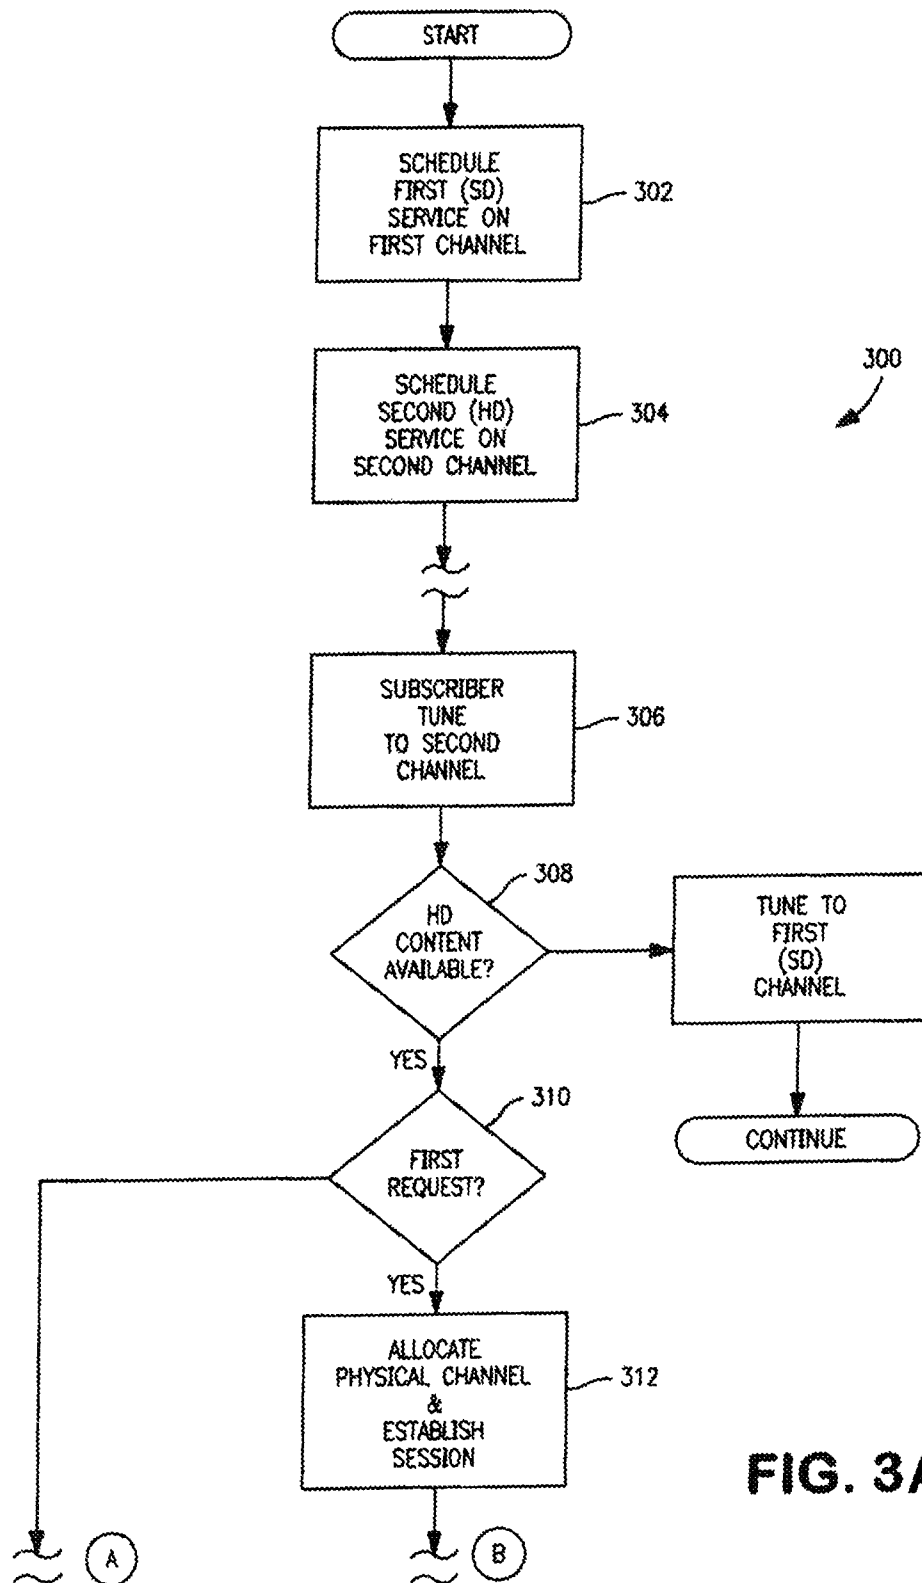 START
SCHEDULE
FIRST (SD)
SERVICE ON
FIRST CHANNEL
302
SCHEDULE
SECOND (HD)
SERVICE ON
SECOND CHANNEL
304
300
SUBSCRIBER
TUNE
TO SECOND
CHANNEL
306
HD
CONTENT
AVAILABLE?
308
TUNE TO
FIRST
(SD)
CHANNEL
CONTINUE
YES
FIRST
REQUEST?
310
YES
ALLOCATE
PHYSICAL CHANNEL
&
ESTABLISH
SESSION
312
FIG. 3A
A
B